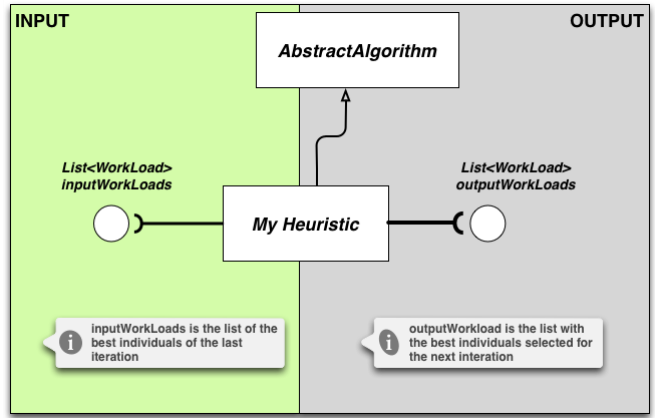 INPUT
OUTPUT
AbstractAlgorithm
List<WorkLoad>
inputWorkLoads
List<WorkLoad>
outputWorkLoads
My Heuristic
inputWorkLoads is the list of the
best individuals of the last
iteration
outputWorkload is the list with
the best individuals selected for
the next interation